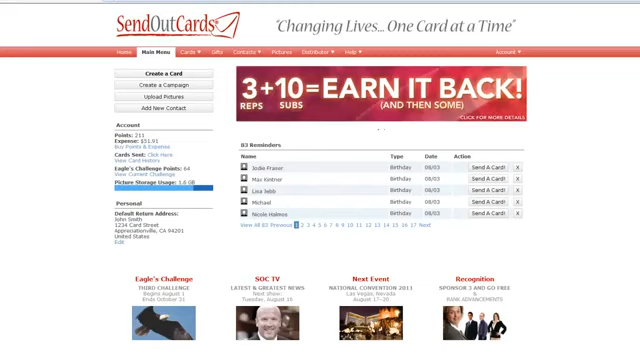 SendOutCards
"Changing Lives... One Card at a Time"
Home Main Menu Cards Gifts Contacts Pictures Distributor Help Account
Create a Card
Create a Campaign
Upload Pictures
Add New Contact
3+10=EARN IT BACK!
REPS SUBS (AND THEN SOME)
CLICK FOR MORE DETAILS
Account
Points: 211
Expense: $51.91
Buy Points & Expense
Cards Sent: Click Here
View Card History
Eagle's Challenge Points: 64
View Current Challenge
Picture Storage Usage: 1.6 GB
83 Reminders
Name Type Birthday Date Action
Jodie Fraser Birthday 08/03 Send A Card! X
Max Kintner Birthday 08/03 Send A Card! X
Lisa Tebb Birthday 08/03 Send A Card! X
Michael Birthday 08/03 Send A Card! X
Nicole Halmos Birthday 08/03 Send A Card! X
View All 83 Previous 1 2 3 4 5 6 7 8 9 10 11 12 13 14 15 16 17 Next
Personal
Default Return Address:
John Smith
1234 Card Street
Appreciationville, CA 94201
United States
Edit
Eagle's Challenge
THIRD CHALLENGE
Begins August 1
Ends October 31
SOC TV
LATEST & GREATEST NEWS
Next show:
Tuesday, August 16
Next Event
NATIONAL CONVENTION 2011
Las Vegas, Nevada
August 17-20
Recognition
SPONSOR 3 AND GO FREE
&
RANK ADVANCEMENTS